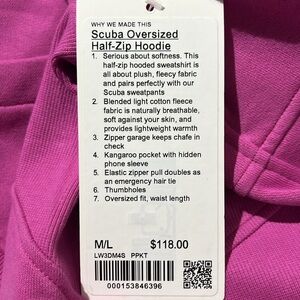 WHY WE MADE THIS
Scuba Oversized
Half-Zip Hoodie
1. Serious about softness. This
half-zip hooded sweatshirt is
all about plush, fleecy fabric
and pairs perfectly with our
Scuba sweatpants
2. Blended light cotton fleece
fabric is naturally breathable,
soft against your skin, and
provides lightweight warmth
3. Zipper garage keeps chafe in
check
4. Kangaroo pocket with hidden
phone sleeve
5. Elastic zipper pull doubles as
an emergency hair tie
6. Thumbholes
7. Oversized fit, waist length
M/L $118.00
LW3DM4S PPKT
000153846396